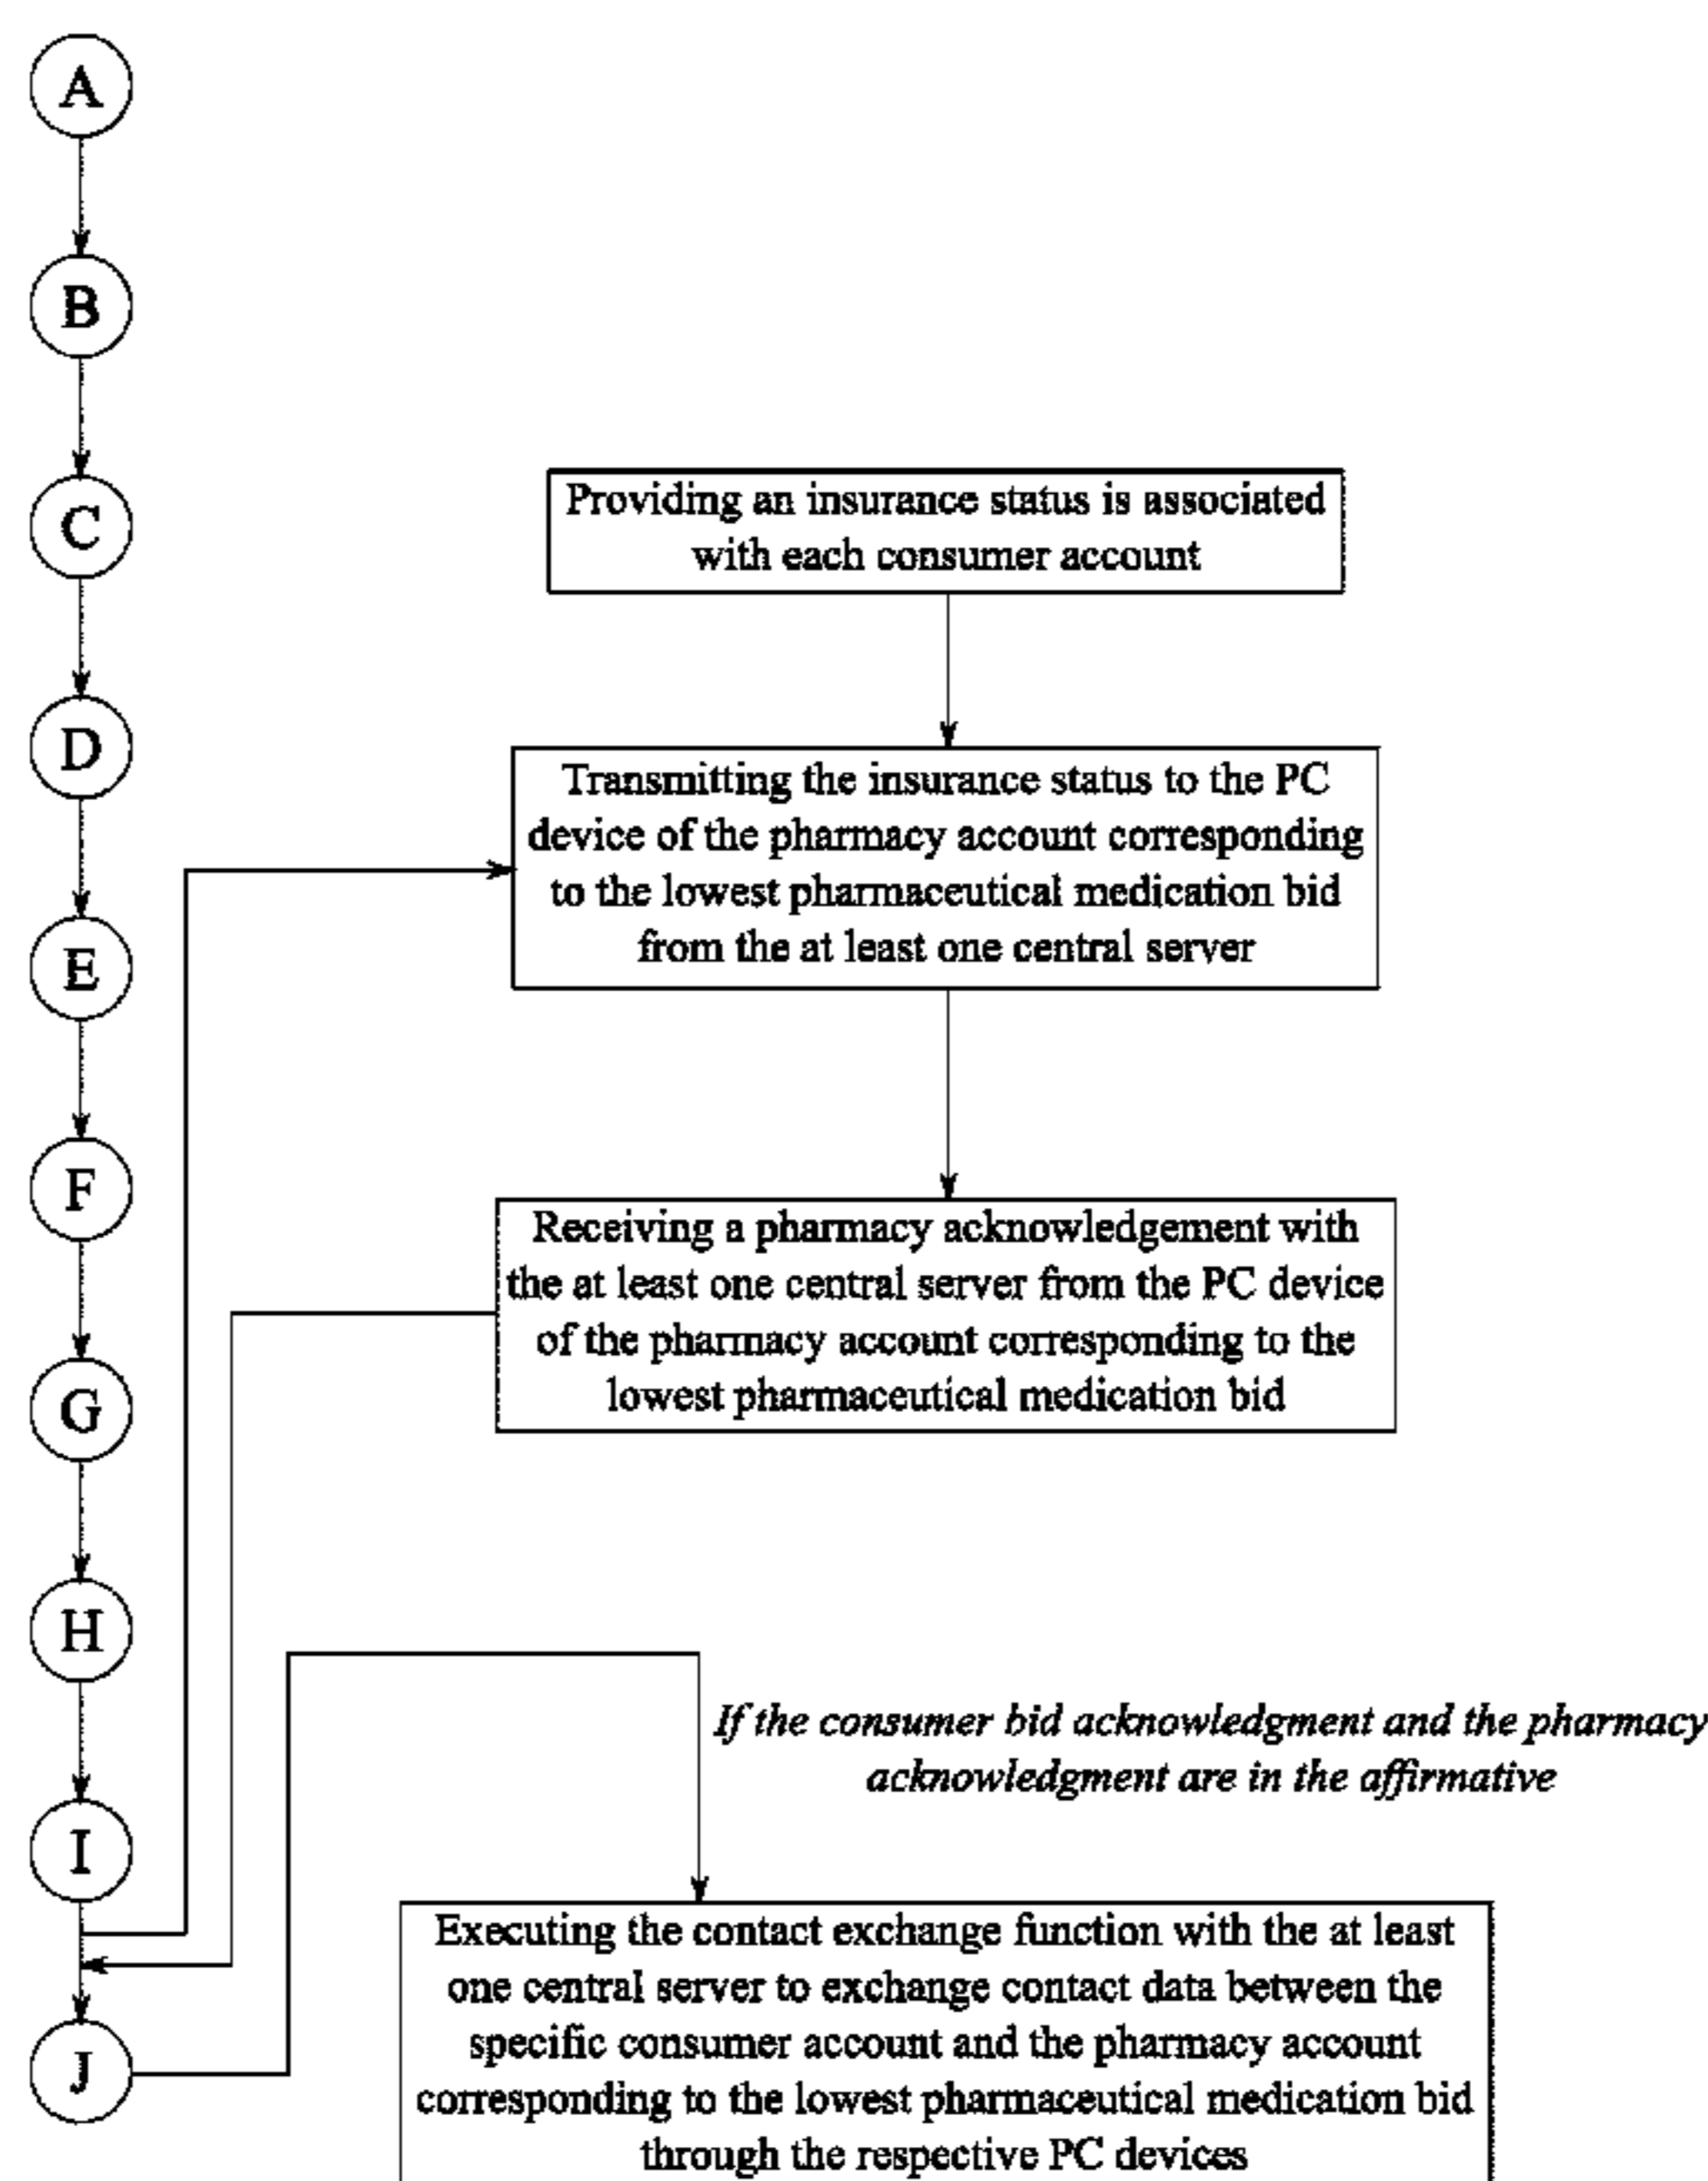 A
B
C
D
E
F
G
H
I
J
Providing an insurance status is associated
with each consumer account
Transmitting the insurance status to the PC
device of the pharmacy account corresponding
to the lowest pharmaceutical medication bid
from the at least one central server
Receiving a pharmacy acknowledgement with
the at least one central server from the PC device
of the pharmacy account corresponding to the
lowest pharmaceutical medication bid
If the consumer bid acknowledgment and the pharmacy
acknowledgment are in the affirmative
Executing the contact exchange function with the at least
one central server to exchange contact data between the
specific consumer account and the pharmacy account
corresponding to the lowest pharmaceutical medication bid
through the respective PC devices